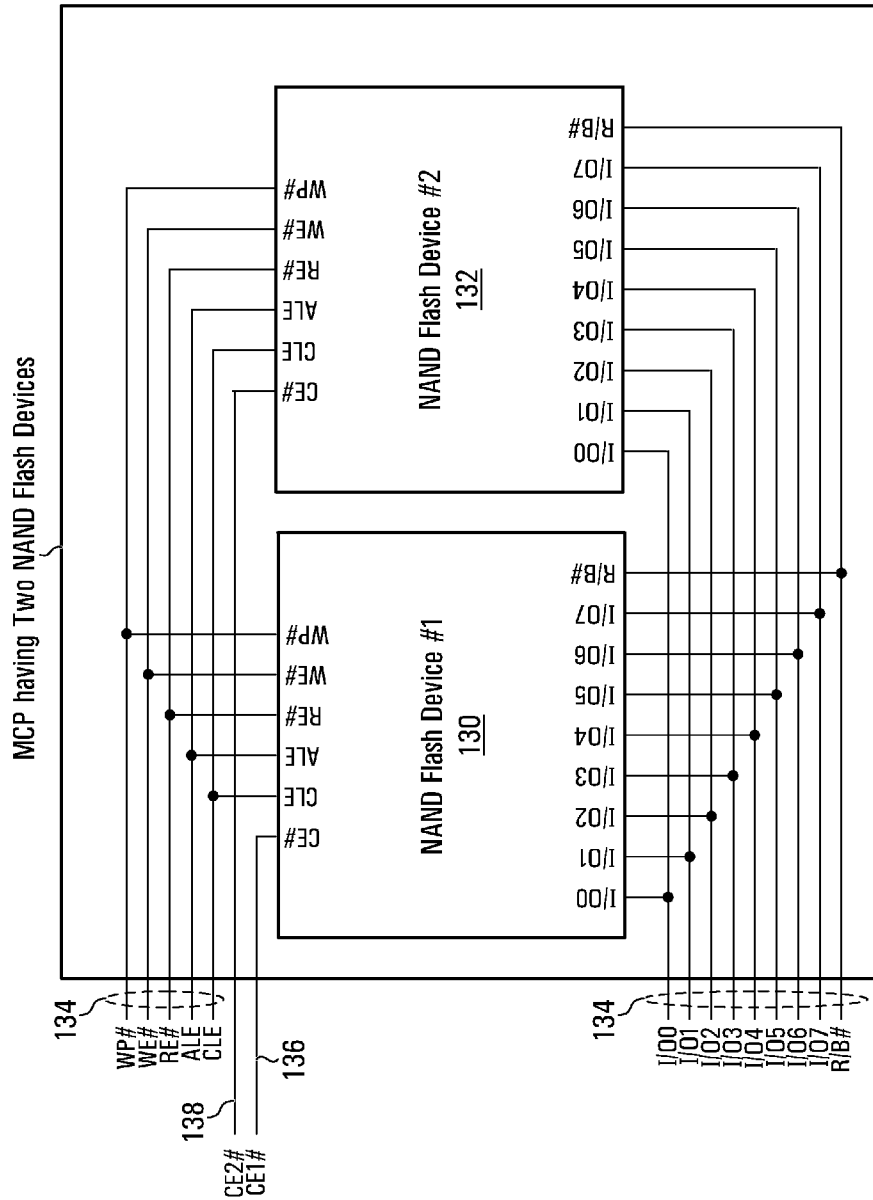 MCP having Two NAND Flash Devices
134
WP#
WE#
RE#
ALE
CLE
138
136
CE2#
CE1#
CE#
CLE
ALE
RE#
WE#
WP#
NAND Flash Device #1
130
I/O0
I/O1
I/O2
I/O3
I/O4
I/O5
I/O6
I/O7
R/B#
CE#
CLE
ALE
RE#
WE#
WP#
NAND Flash Device #2
132
I/O0
I/O1
I/O2
I/O3
I/O4
I/O5
I/O6
I/O7
R/B#
134
I/O0
I/O1
I/O2
I/O3
I/O4
I/O5
I/O6
I/O7
R/B#